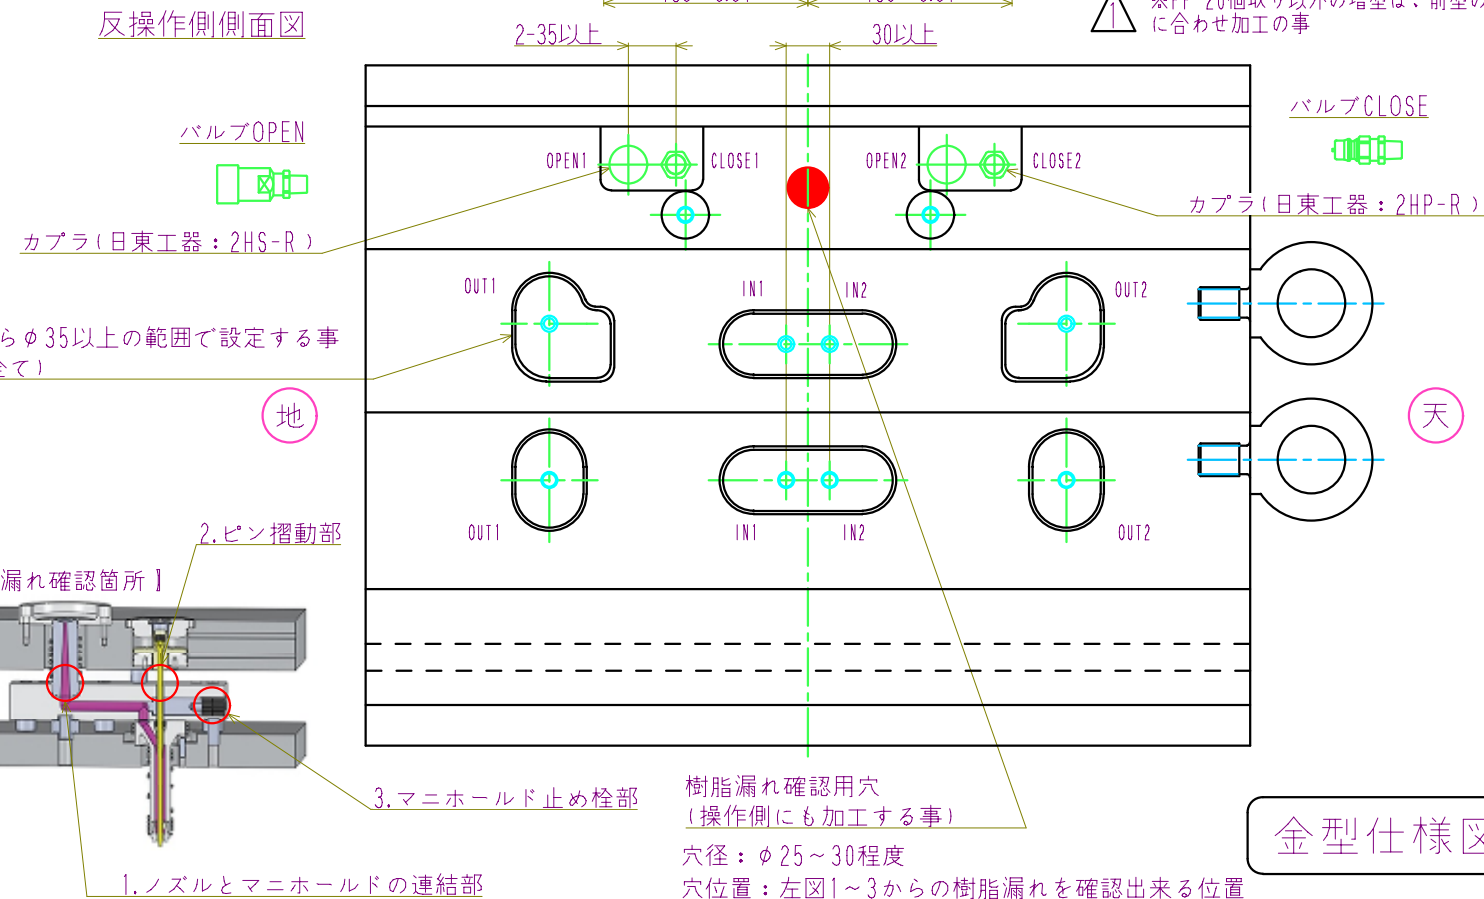 反操作側側面図
1
に合わせ加工の事
2-35以上
30以上
バルブOPEN
バルブCLOSE
OPEN1
CLOSE1
OPEN2
CLOSE2
カプラ(日東工器：2HS-R)
カプラ(日東工器：2HP-R)
OUT1
IN1
IN2
OUT2
らφ35以上の範囲で設定する事
全て)
地
天
OUT1
IN1
IN2
OUT2
2.ピン摺動部
漏れ確認箇所】
3.マニホールド止め栓部
1.ノズルとマニホールドの連結部
樹脂漏れ確認用穴
(操作側にも加工する事)
穴径：φ25～30程度
穴位置：左図1～3からの樹脂漏れを確認出来る位置
金型仕様図